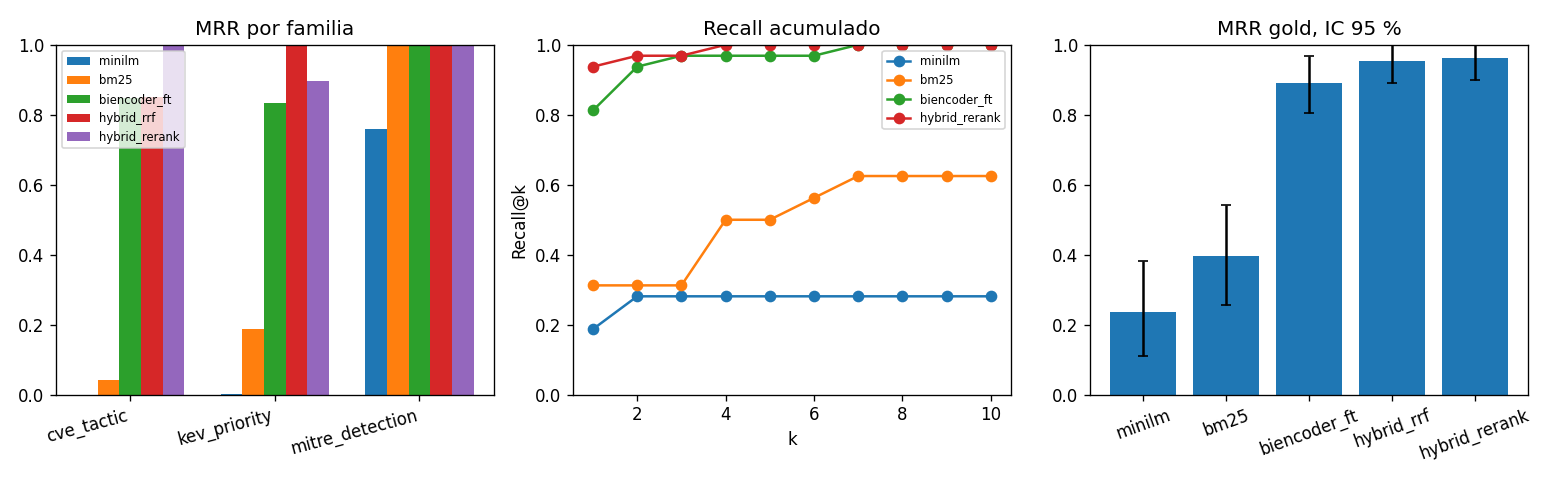 MRR por familia
1.0
0.8
0.6
0.4
0.2
0.0
minilm
bm25
biencoder_ft
hybrid_rrf
hybrid_rerank
cve_tactic
kev_priority
mitre_detection
Recall acumulado
Recall@k
1.0
0.8
0.6
0.4
0.2
0.0
minilm
bm25
biencoder_ft
hybrid_rerank
2
4
6
8
10
k
MRR gold, IC 95 %
1.0
0.8
0.6
0.4
0.2
0.0
minilm
bm25
biencoder_ft
hybrid_rrf
hybrid_rerank